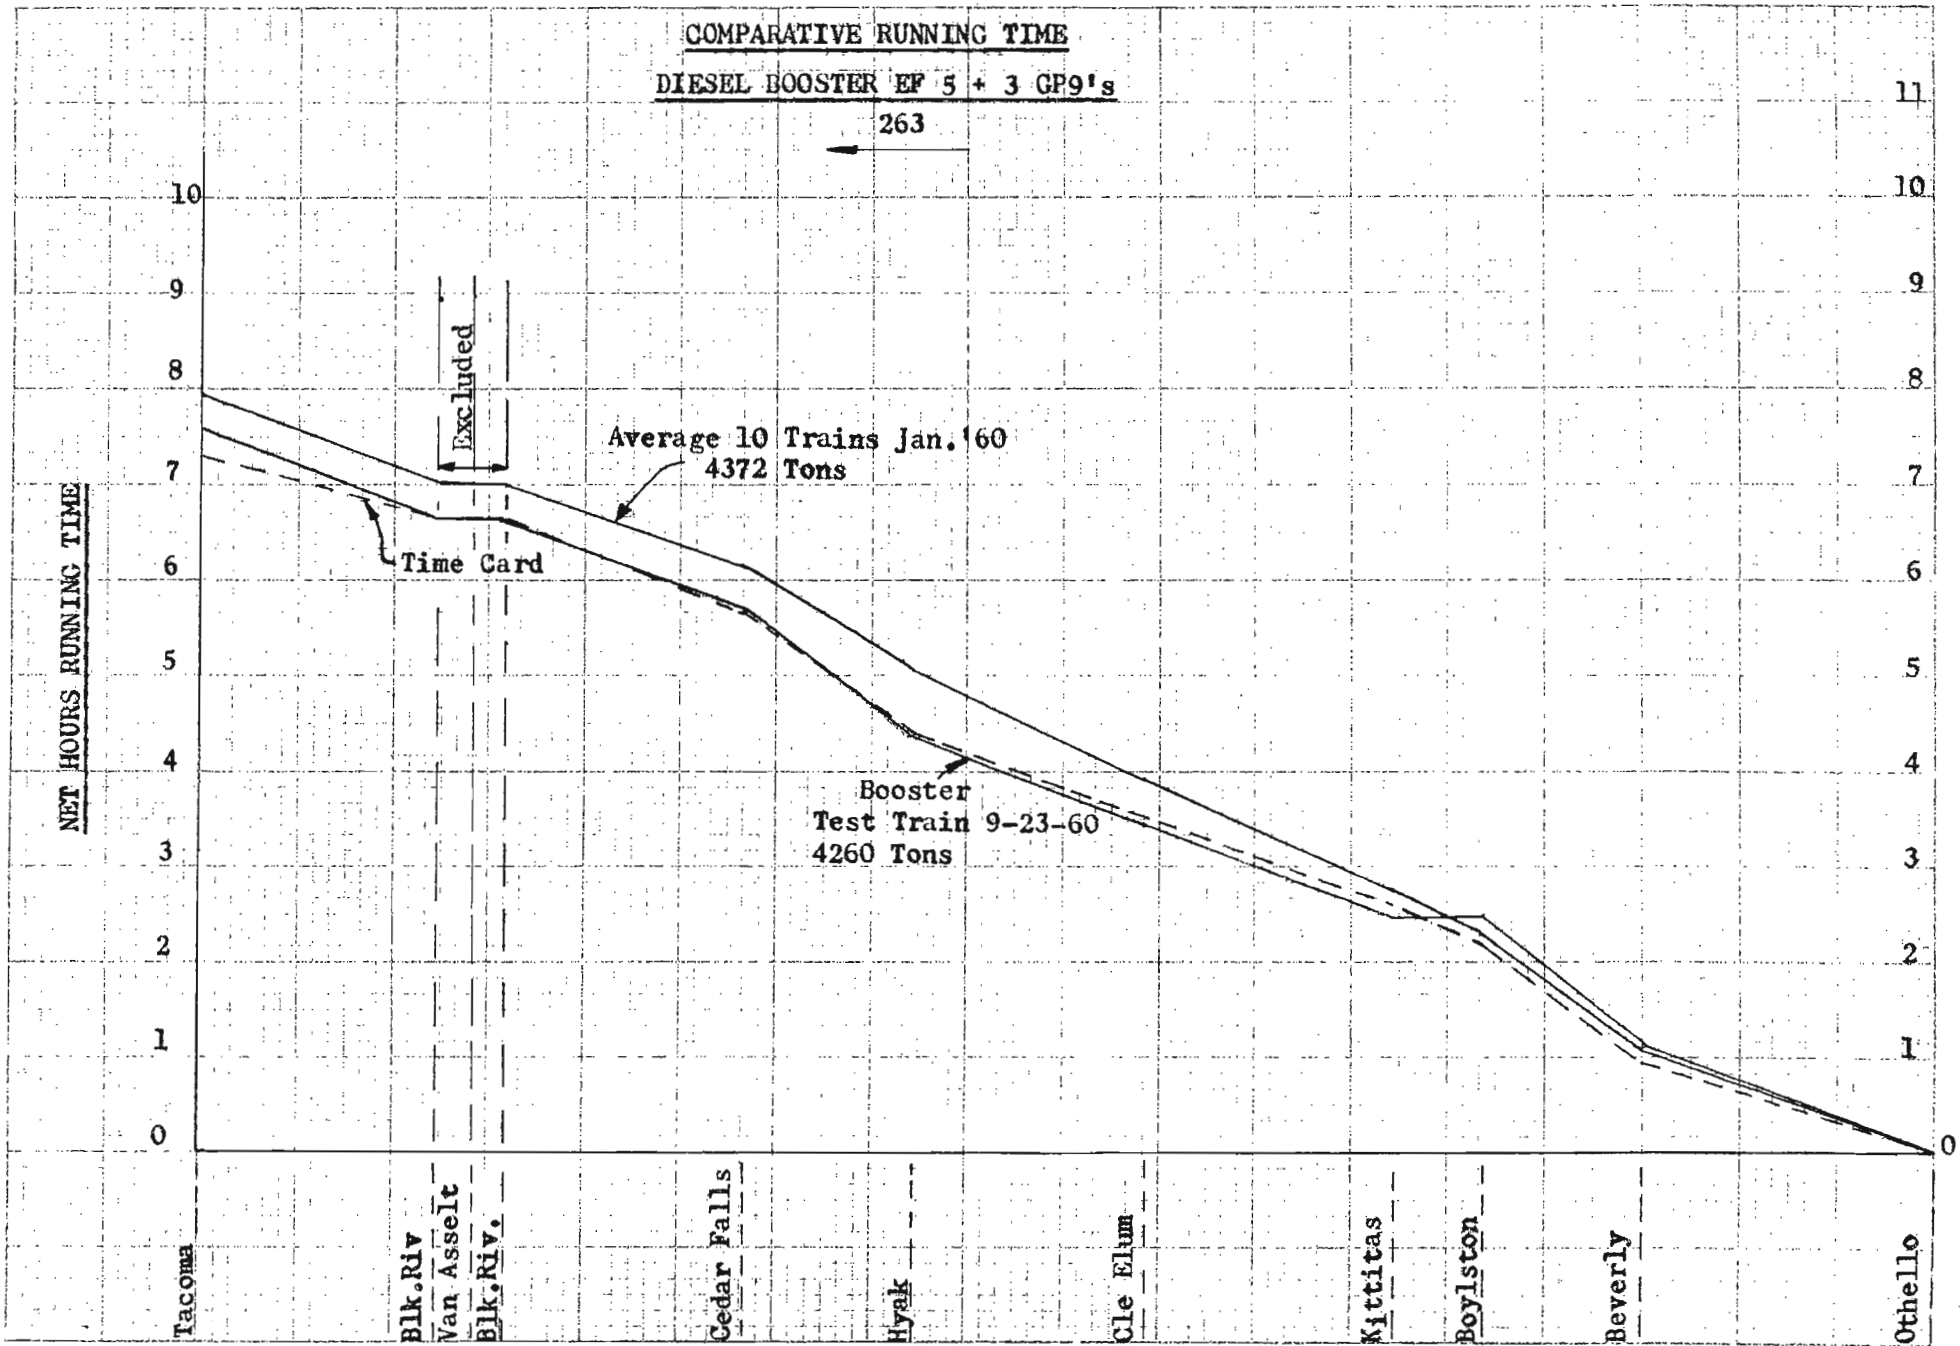 COMPARATIVE RUNNING TIME
DIESEL BOOSTER EF 5 + 3 GP9's
263
11
10
10
9
9
8
8
7
7
6
6
5
5
4
4
3
3
2
2
1
1
0
0
NET HOURS RUNNING TIME
Excluded
Average 10 Trains Jan.'60
4372 Tons
Time Card
Booster
Test Train 9-23-60
4260 Tons
Tacoma
Blk.Riv
Van Asselt
Blk.Riv.
Cedar Falls
Hyak
Cle Elum
Kittitas
Boylston
Beverly
Othello